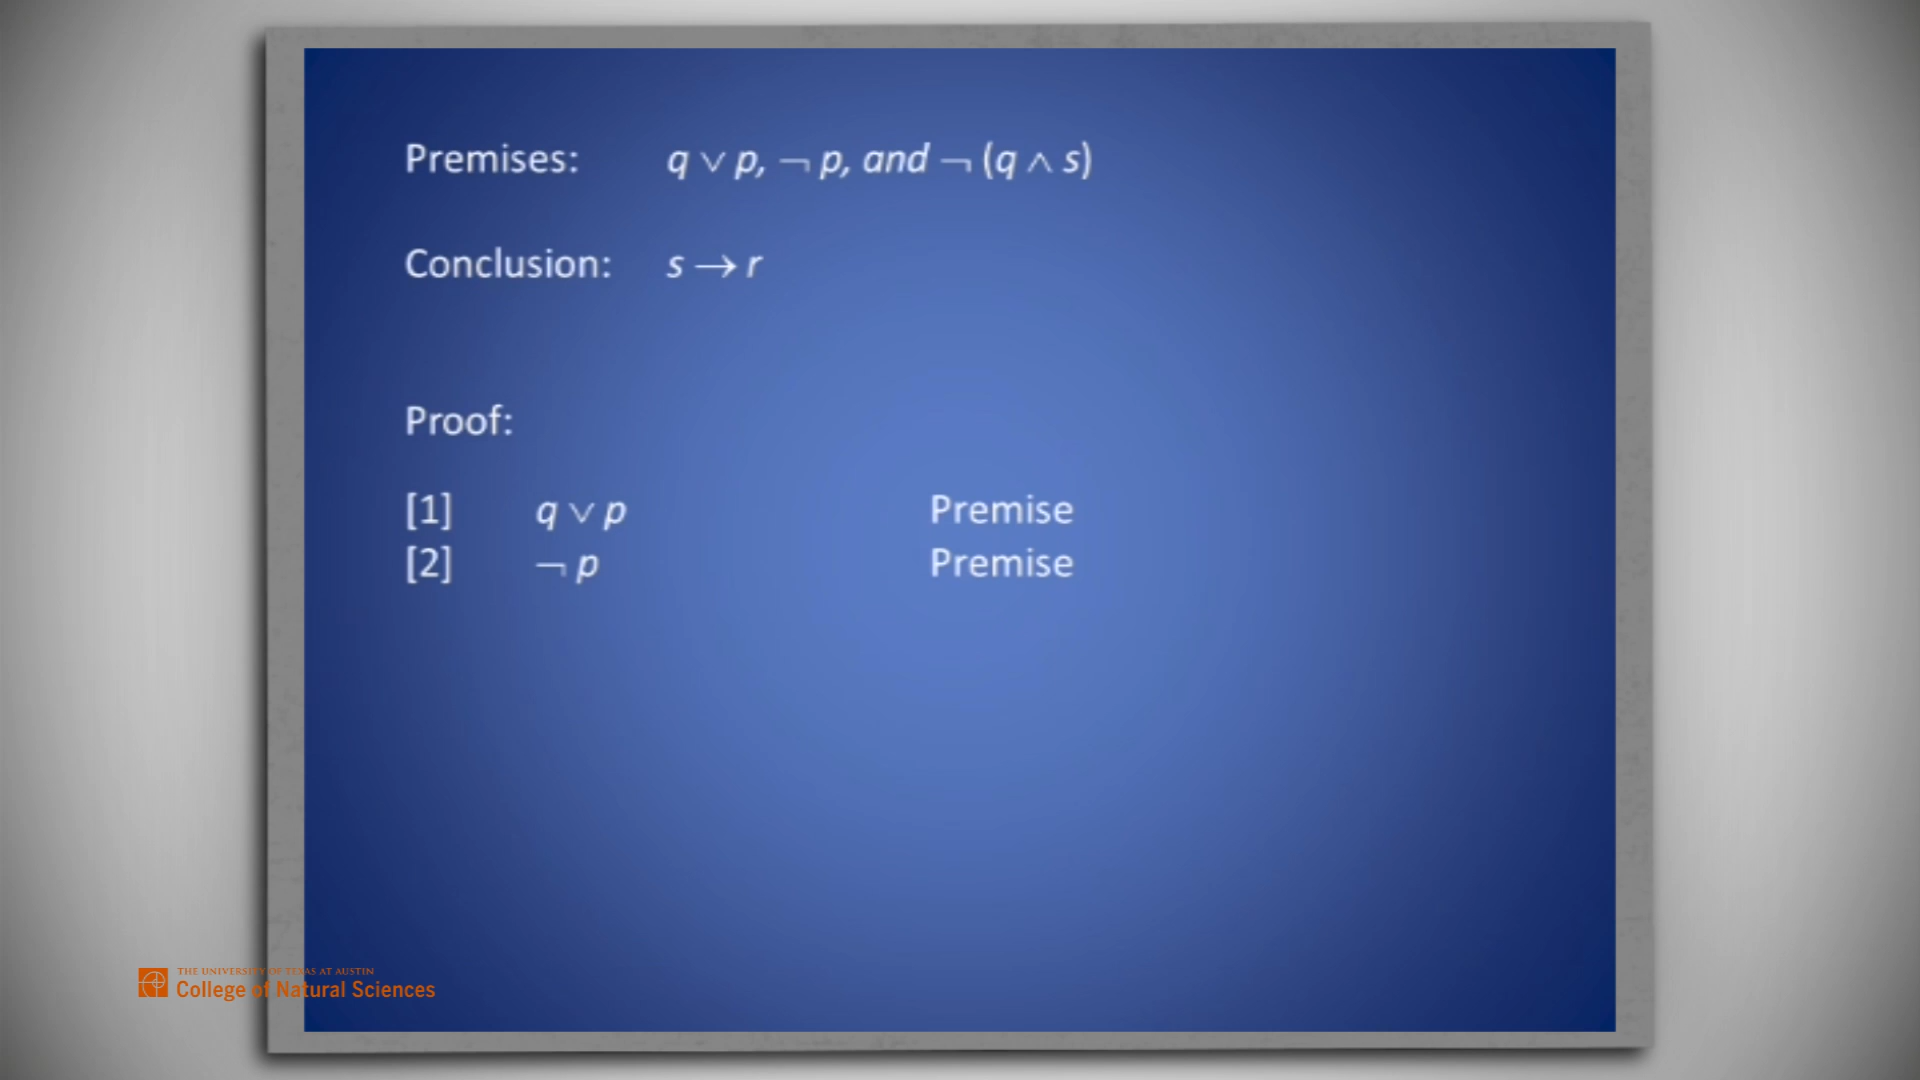 Premises: q ∨ p, ¬ p, and ¬ (q ∧ s)
Conclusion: s → r
Proof:
[1] q ∨ p Premise
[2] ¬ p Premise
THE UNIVERSITY OF TEXAS AT AUSTIN
College of Natural Sciences